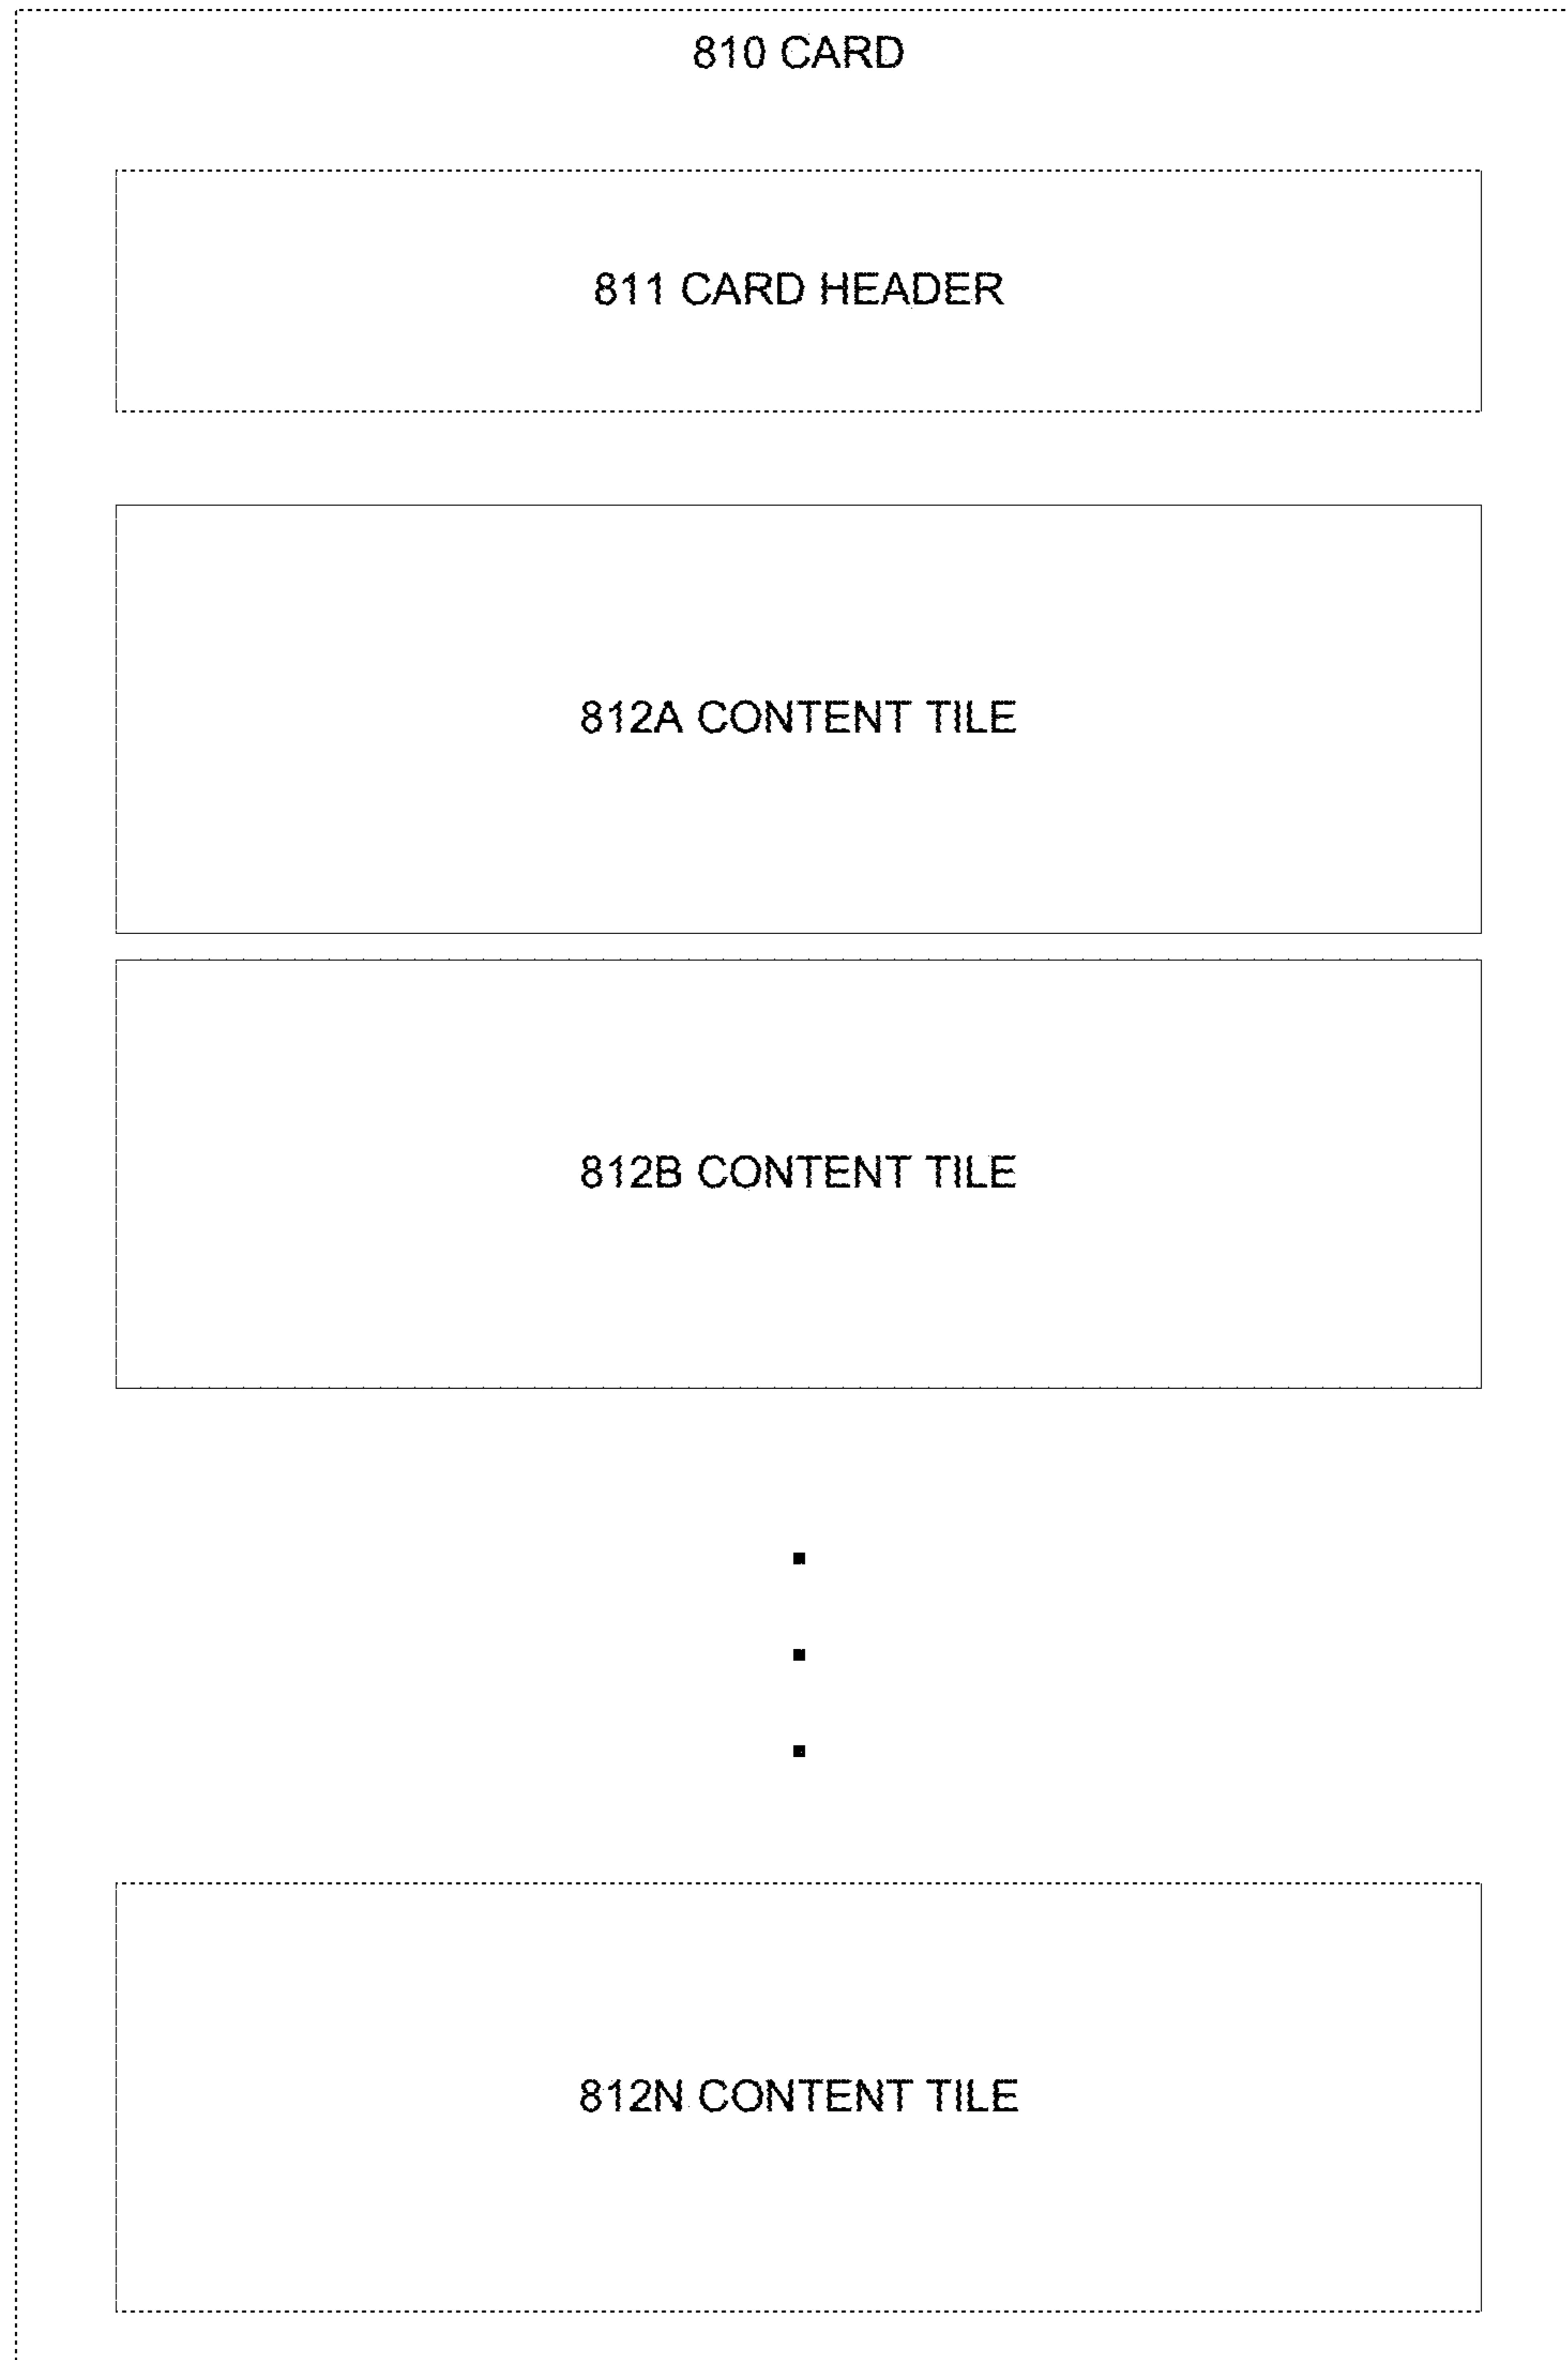 810 CARD
811 CARD HEADER
812A CONTENT TILE
812B CONTENT TILE
812N CONTENT TILE